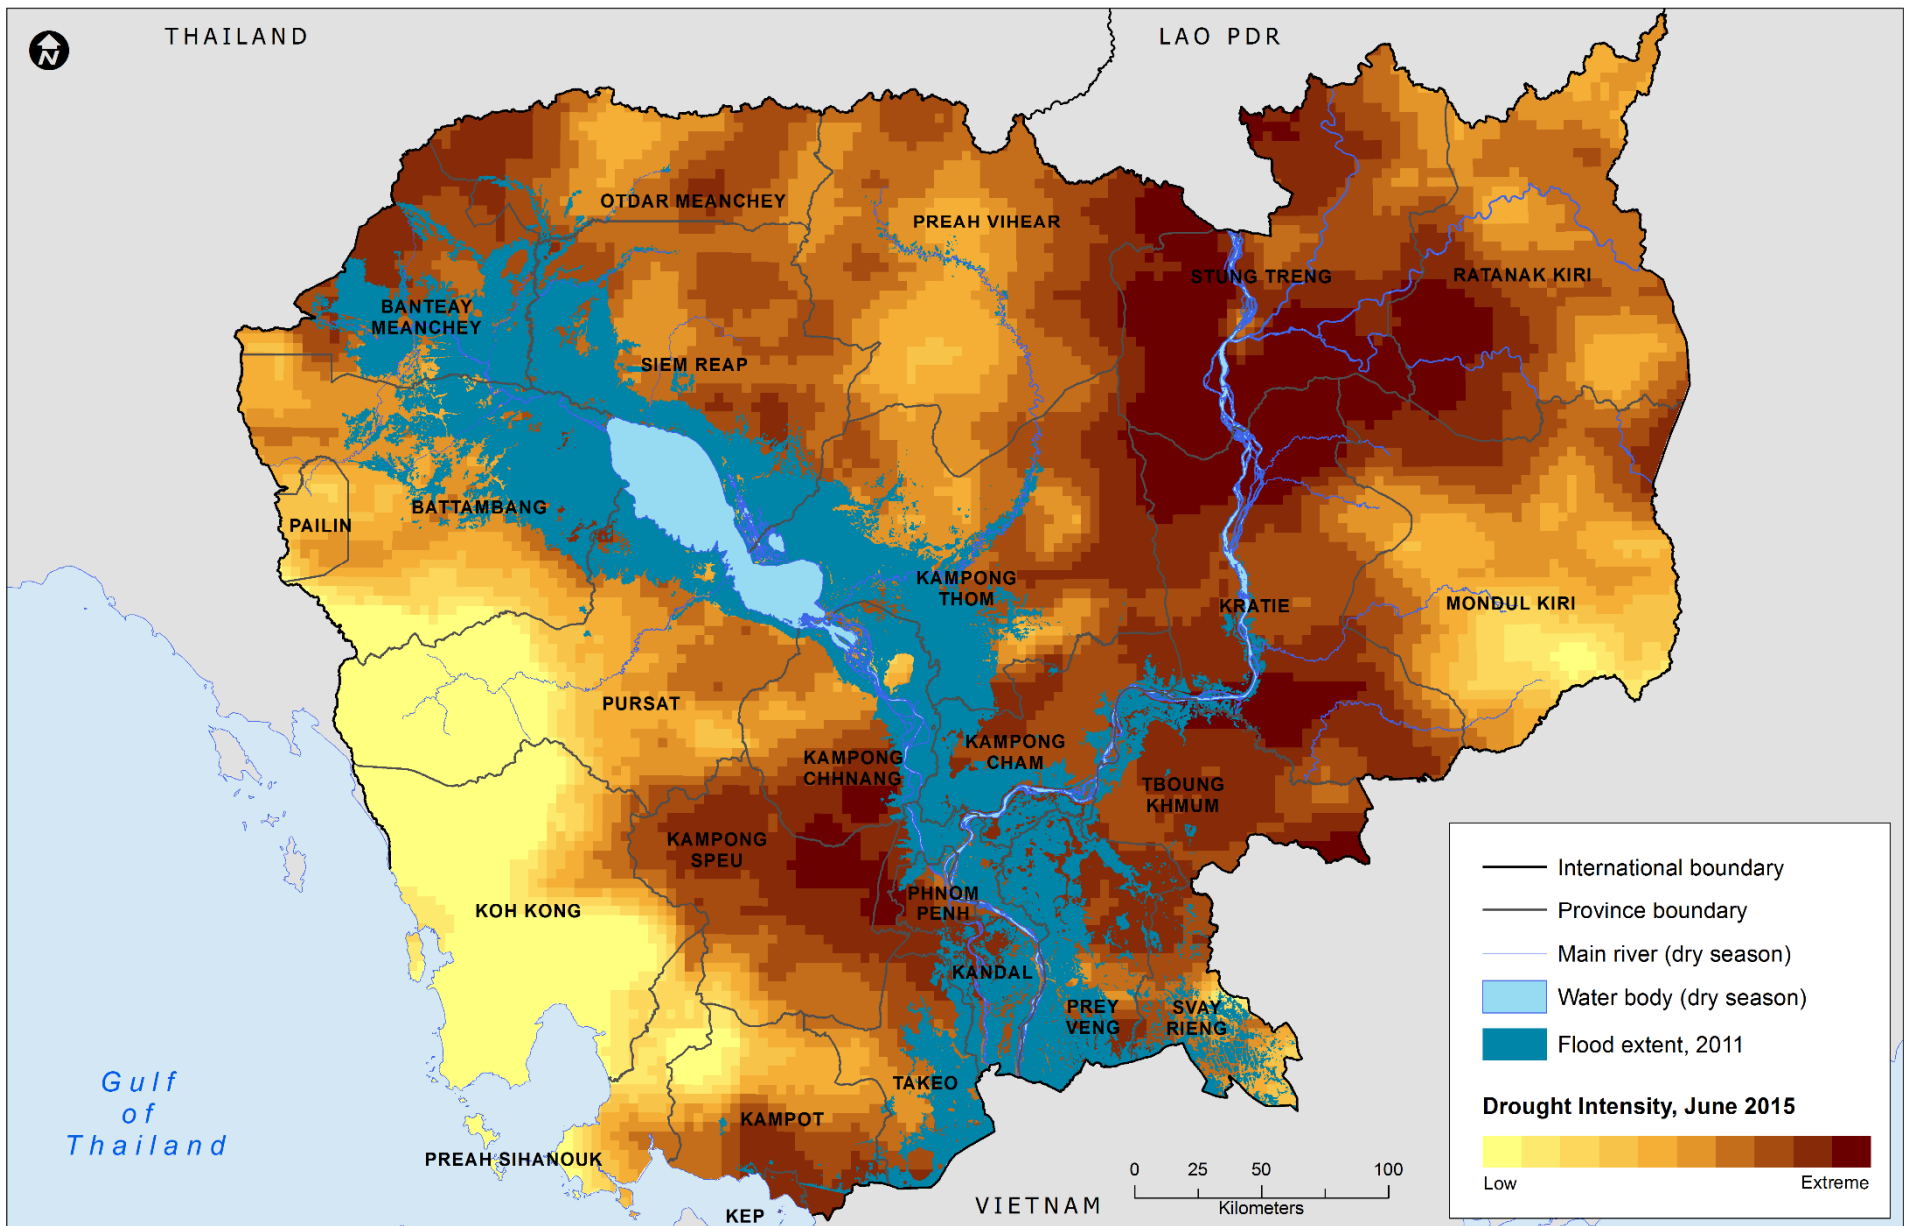 THAILAND
LAO PDR
N
OTDAR MEANCHEY
PREAH VIHEAR
STUNG TRENG
RATANAK KIRI
BANTEAY
MEANCHEY
SIEM REAP
BATTAMBANG
PAILIN
KAMPONG
THOM
KRATIE
MONDUL KIRI
PURSAT
KAMPONG
CHHNANG
KAMPONG
CHAM
TBOUNG
KHMUM
KAMPONG
SPEU
PHNOM
PENH
KOH KONG
KANDAL
PREY
VENG
SVAY
RIENG
TAKEO
KAMPOT
PREAH SIHANOUK
KEP
VIETNAM
Gulf
of
Thailand
0 25 50 100
Kilometers
International boundary
Province boundary
Main river (dry season)
Water body (dry season)
Flood extent, 2011
Drought Intensity, June 2015
Low Extreme